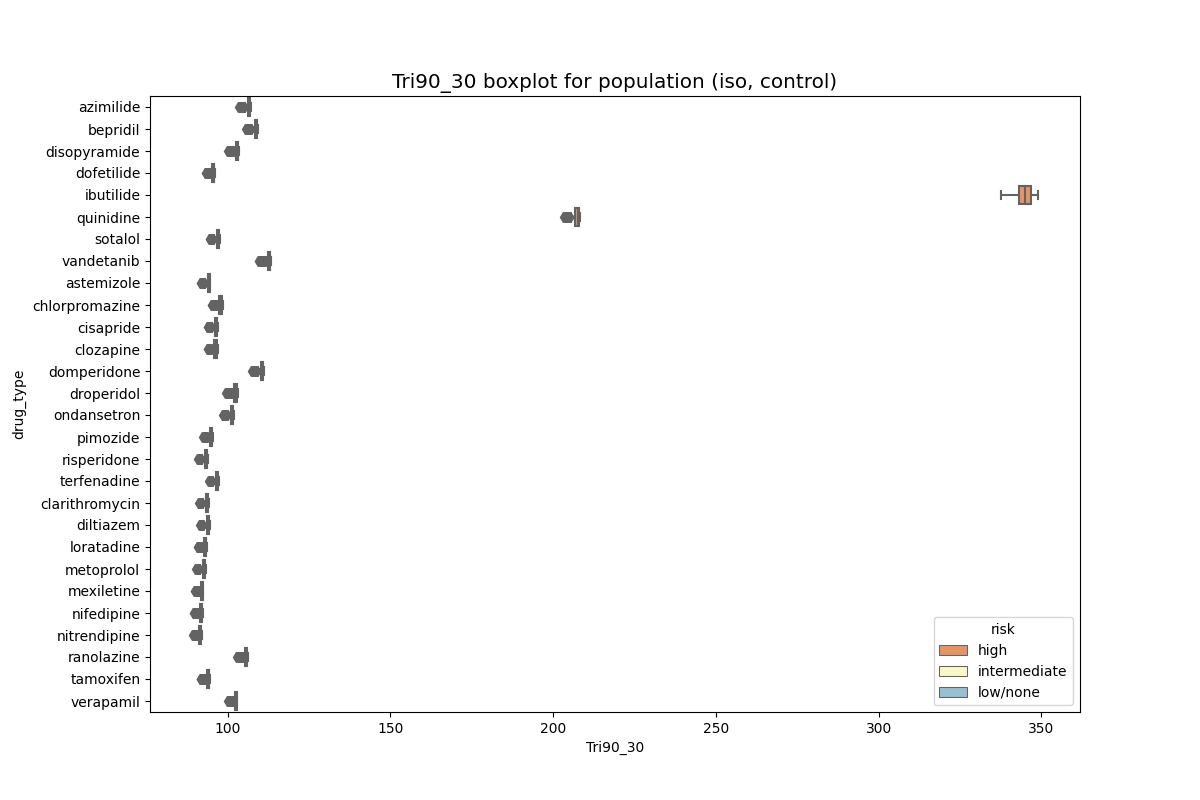 Tri90_30 boxplot for population (iso, control)
azimilide
bepridil
disopyramide
dofetilide
ibutilide
quinidine
sotalol
vandetanib
astemizole
chlorpromazine
cisapride
clozapine
domperidone
droperidol
ondansetron
pimozide
risperidone
terfenadine
clarithromycin
diltiazem
loratadine
metoprolol
mexiletine
nifedipine
nitrendipine
ranolazine
tamoxifen
verapamil
drug_type
risk
high
intermediate
low/none
100 150 200 250 300 350
Tri90_30